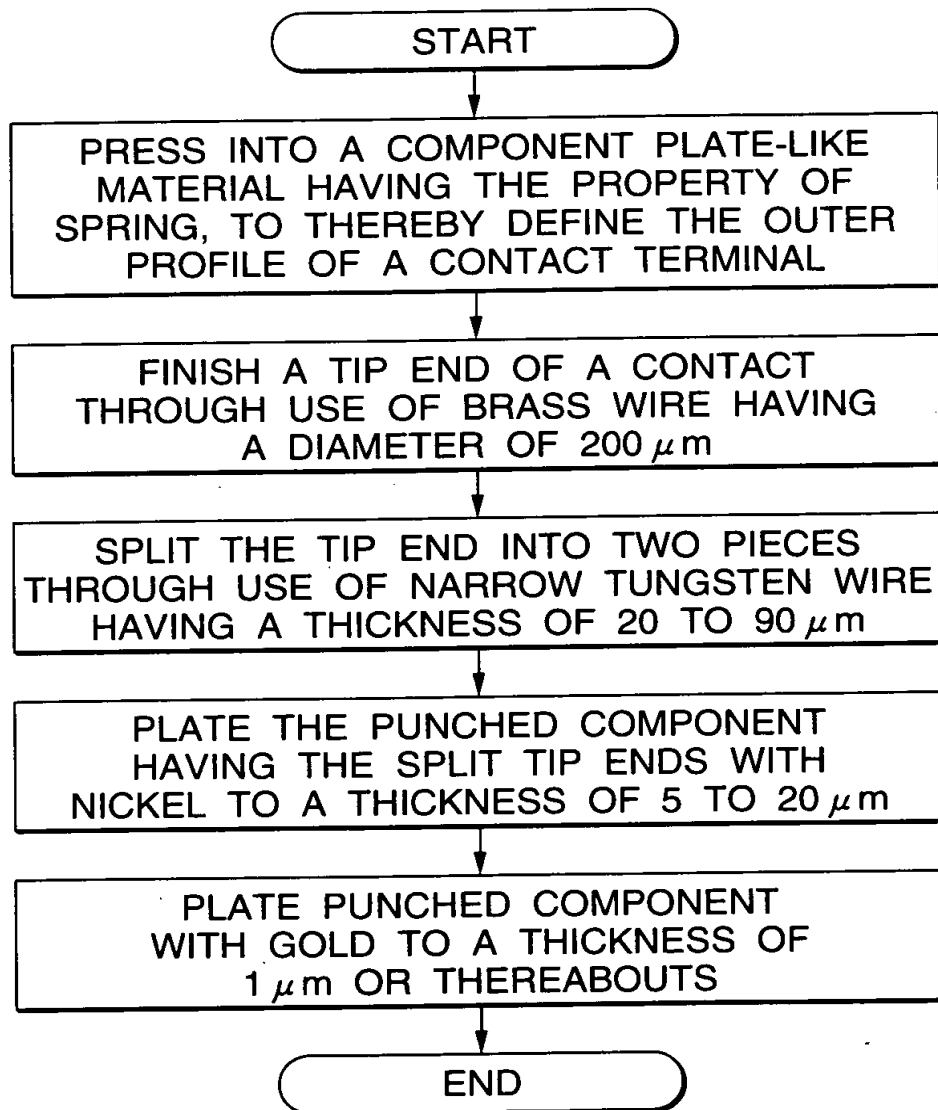 START
PRESS INTO A COMPONENT PLATE-LIKE
MATERIAL HAVING THE PROPERTY OF
SPRING, TO THEREBY DEFINE THE OUTER
PROFILE OF A CONTACT TERMINAL
FINISH A TIP END OF A CONTACT
THROUGH USE OF BRASS WIRE HAVING
A DIAMETER OF 200 μm
SPLIT THE TIP END INTO TWO PIECES
THROUGH USE OF NARROW TUNGSTEN WIRE
HAVING A THICKNESS OF 20 TO 90 μm
PLATE THE PUNCHED COMPONENT
HAVING THE SPLIT TIP ENDS WITH
NICKEL TO A THICKNESS OF 5 TO 20 μm
PLATE PUNCHED COMPONENT
WITH GOLD TO A THICKNESS OF
1 μm OR THEREABOUTS
END